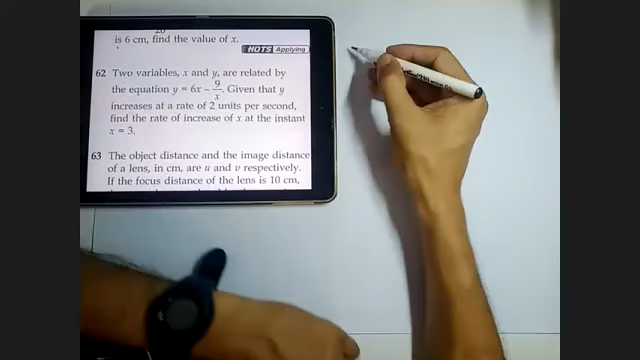 20
is 6 cm, find the value of x.
HOTS Applying
62 Two variables, x and y, are related by
the equation y = 6x − 9/x. Given that y
increases at a rate of 2 units per second,
find the rate of increase of x at the instant
x = 3.
63 The object distance and the image distance
of a lens, in cm, are u and v respectively.
If the focus distance of the lens is 10 cm,